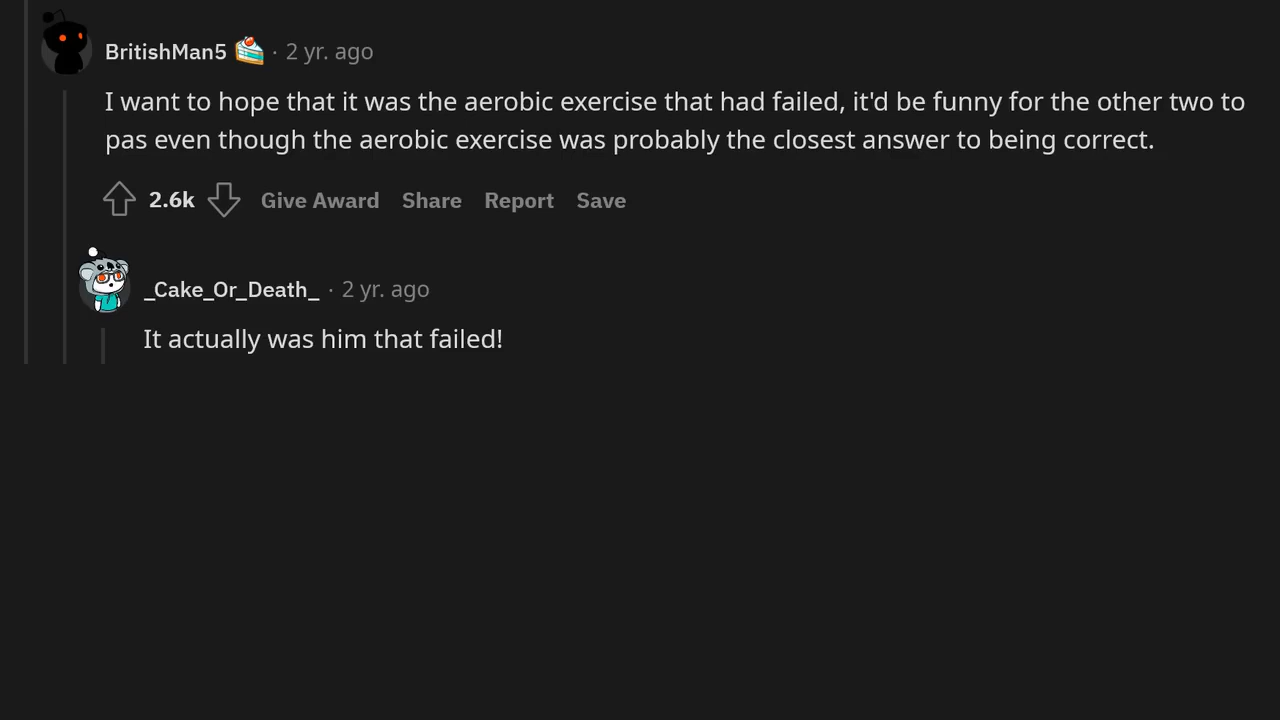 BritishMan5 · 2 yr. ago
I want to hope that it was the aerobic exercise that had failed, it'd be funny for the other two to
pas even though the aerobic exercise was probably the closest answer to being correct.
2.6k Give Award Share Report Save
_Cake_Or_Death_ · 2 yr. ago
It actually was him that failed!